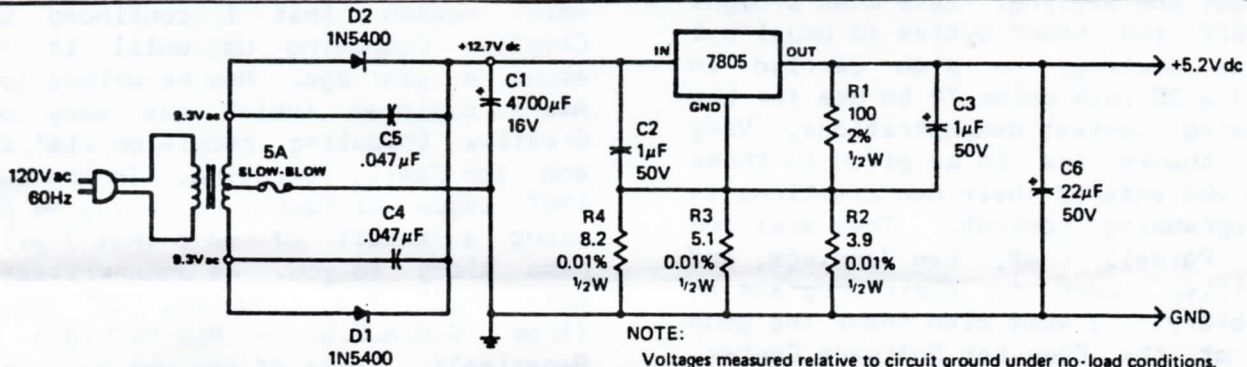 D2
1N5400
+12.7V dc
IN
7805
OUT
GND
+5.2V dc
9.3V ac
C5
.047µF
C1
4700µF
16V
C2
1µF
50V
R1
100
2%
1/2W
C3
1µF
50V
C6
22µF
50V
120V ac
60Hz
5A
SLOW-BLOW
C4
.047µF
9.3V ac
R4
8.2
0.01%
1/2W
R3
5.1
0.01%
1/2W
R2
3.9
0.01%
1/2W
D1
1N5400
GND
NOTE:
Voltages measured relative to circuit ground under no-load conditions.